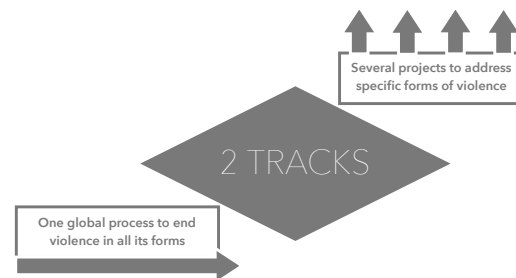 Several projects to address
specific forms of violence
2 TRACKS
One global process to end
violence in all its forms